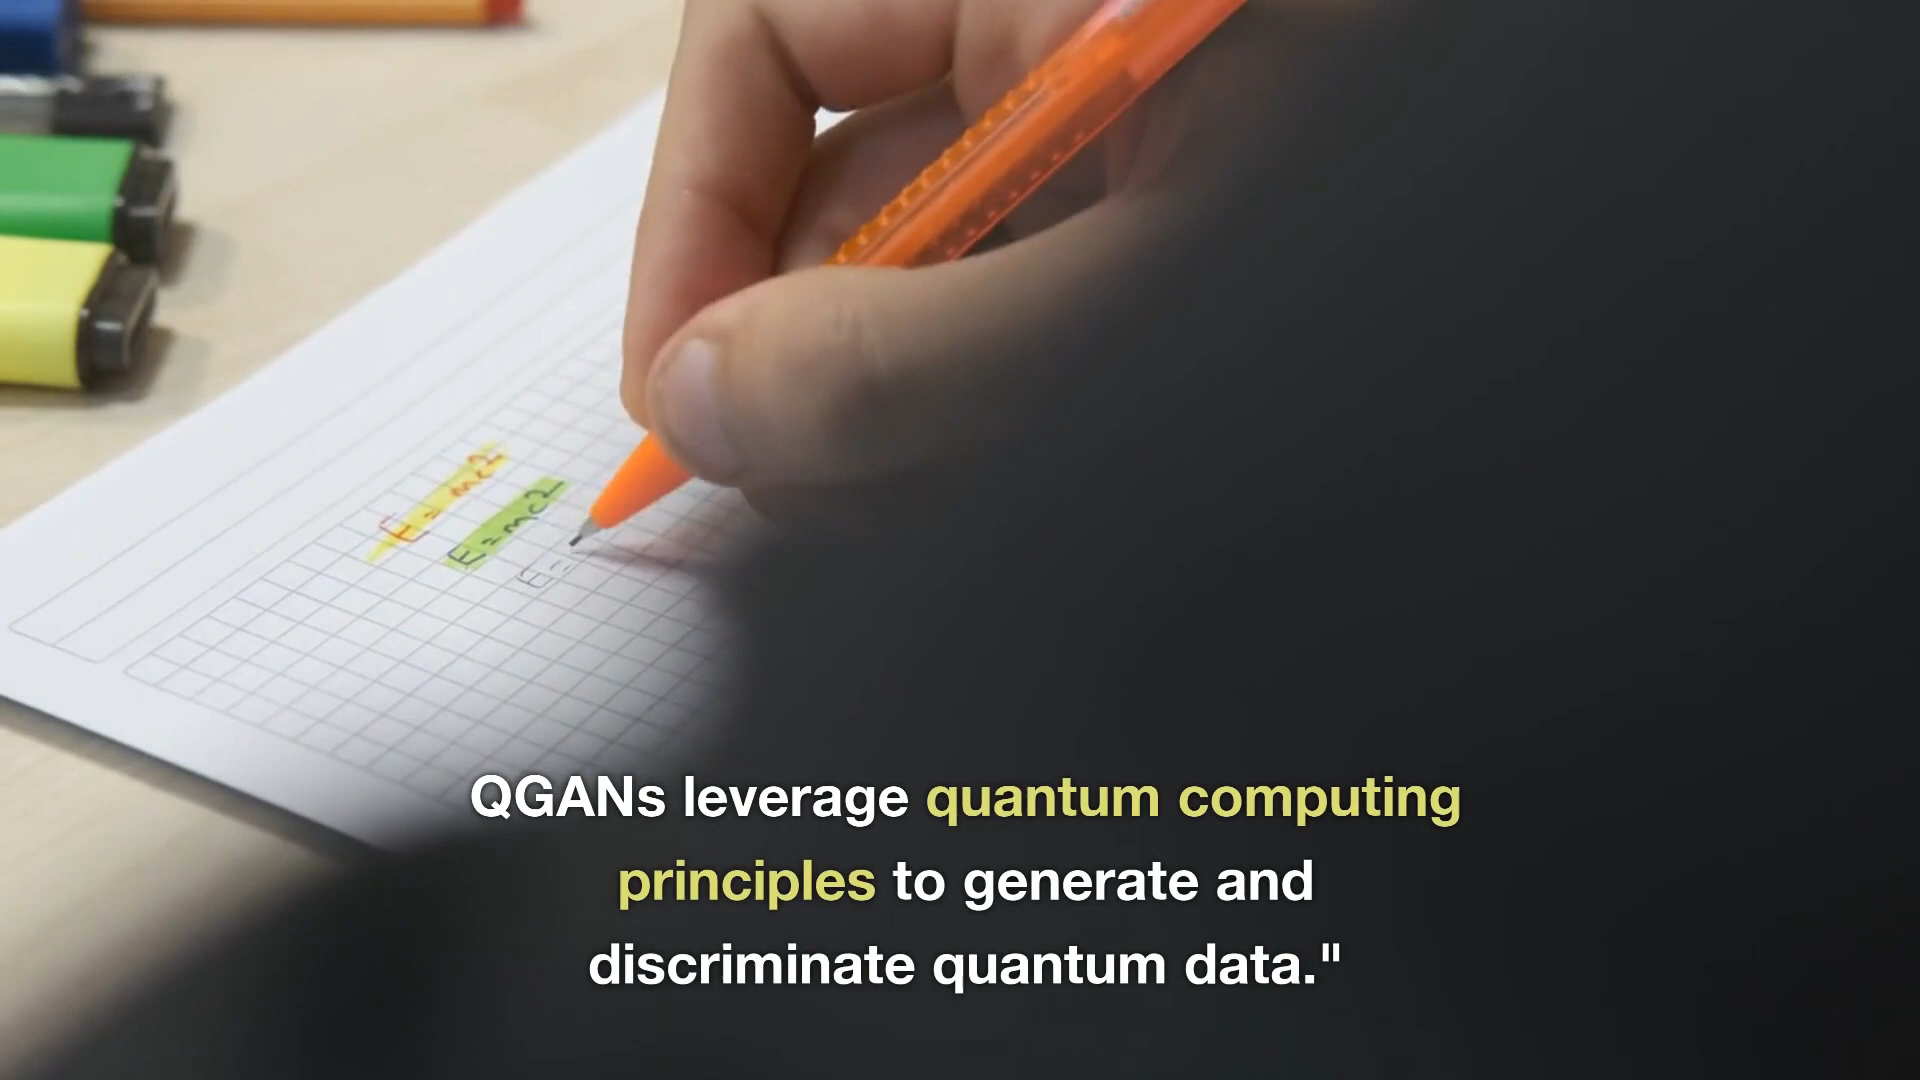 E = mc2
E = mc2
E =
QGANs leverage quantum computing
principles to generate and
discriminate quantum data."